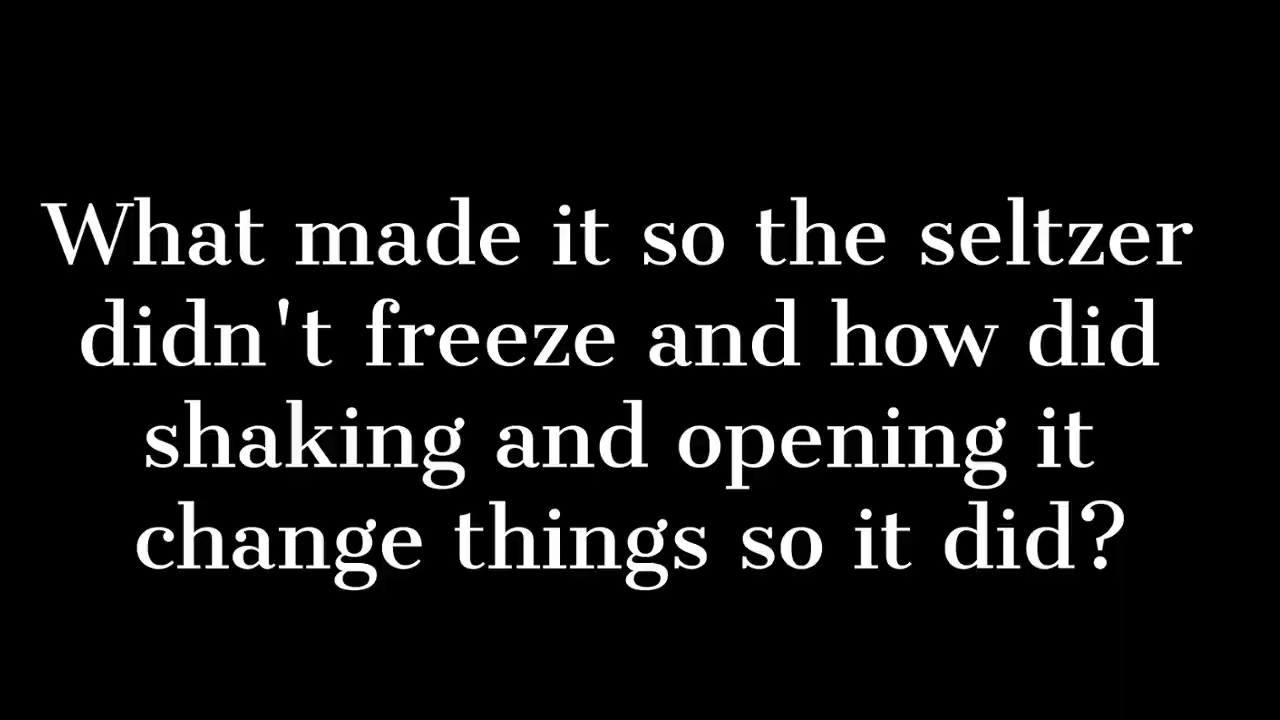 What made it so the seltzer
didn't freeze and how did
shaking and opening it
change things so it did?